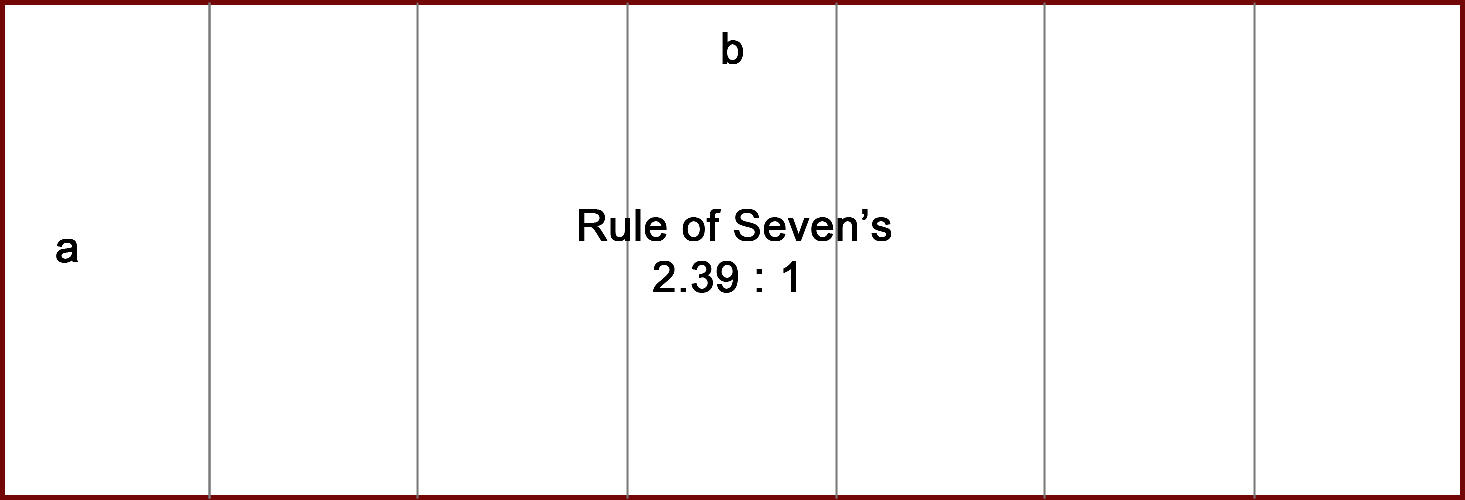 b
Rule of Seven’s
a
2.39 : 1